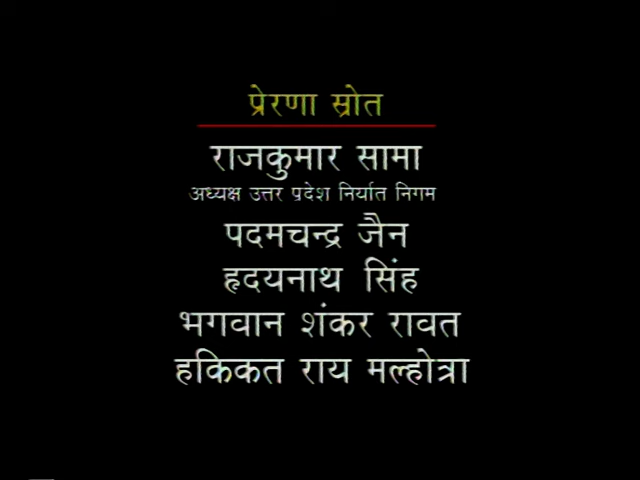 प्रेरणा स्रोत
राजकुमार सामा
अध्यक्ष उत्तर प्रदेश निर्यात निगम
पदमचन्द्र जैन
हृदयनाथ सिंह
भगवान शंकर रावत
हकिकत राय मल्होत्रा